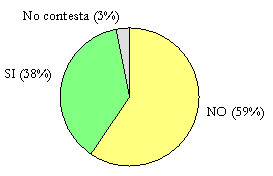 No contesta (3%)
SI (38%)
NO (59%)